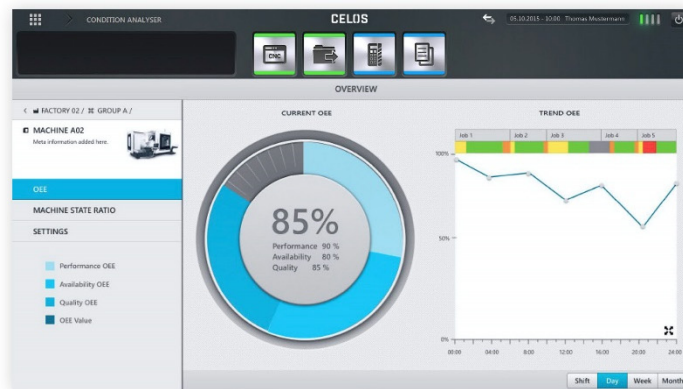 CONDITION ANALYSER
CELOS
05.10.2015 - 10:00 Thomas Mustermann
CNC
OVERVIEW
< FACTORY 02 / GROUP A /
MACHINE A02
Meta information added here.
OEE
MACHINE STATE RATIO
SETTINGS
Performance OEE
Availability OEE
Quality OEE
OEE Value
CURRENT OEE
85%
Performance 90 %
Availability 80 %
Quality 85 %
TREND OEE
Job 1 Job 2 Job 3 Job 4 Job 5
100%
50%
0%
00:00 04:00 8:00 12:00 16:00 20:00 24:00
Shift Day Week Month